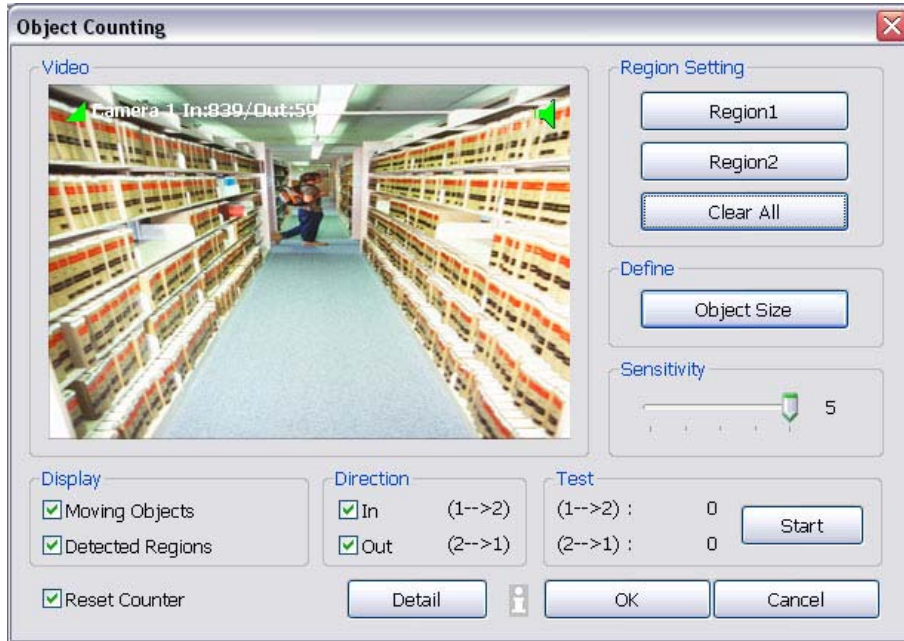 Object Counting
Video
Camera 1 In:839/Out:59
Region Setting
Region1
Region2
Clear All
Define
Object Size
Sensitivity
5
Display
Moving Objects
Detected Regions
Direction
In (1-->2)
Out (2-->1)
Test
(1-->2) : 0
(2-->1) : 0
Start
Reset Counter
Detail
OK
Cancel